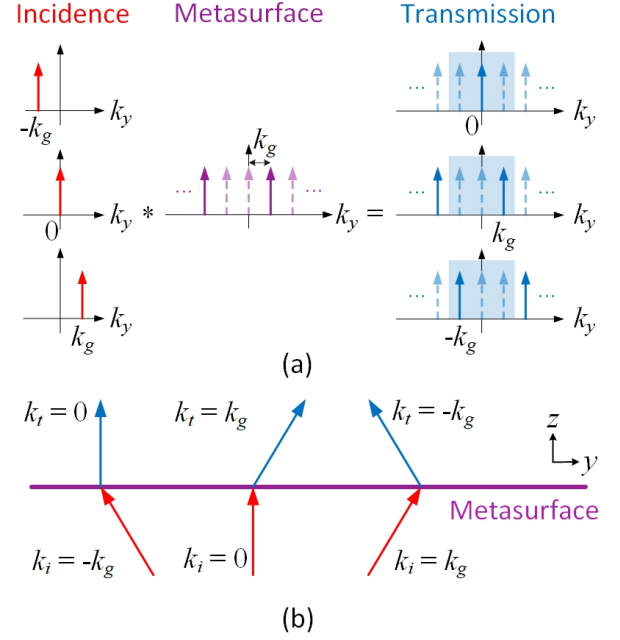 Incidence Metasurface Transmission
-k_g k_y 0 k_y
k_g
0 k_y * ... ... k_y = ... ... k_g k_y
k_g k_y ... ... -k_g k_y
(a)
k_t = 0 k_t = k_g k_t = -k_g
z
y
Metasurface
k_i = -k_g k_i = 0 k_i = k_g
(b)